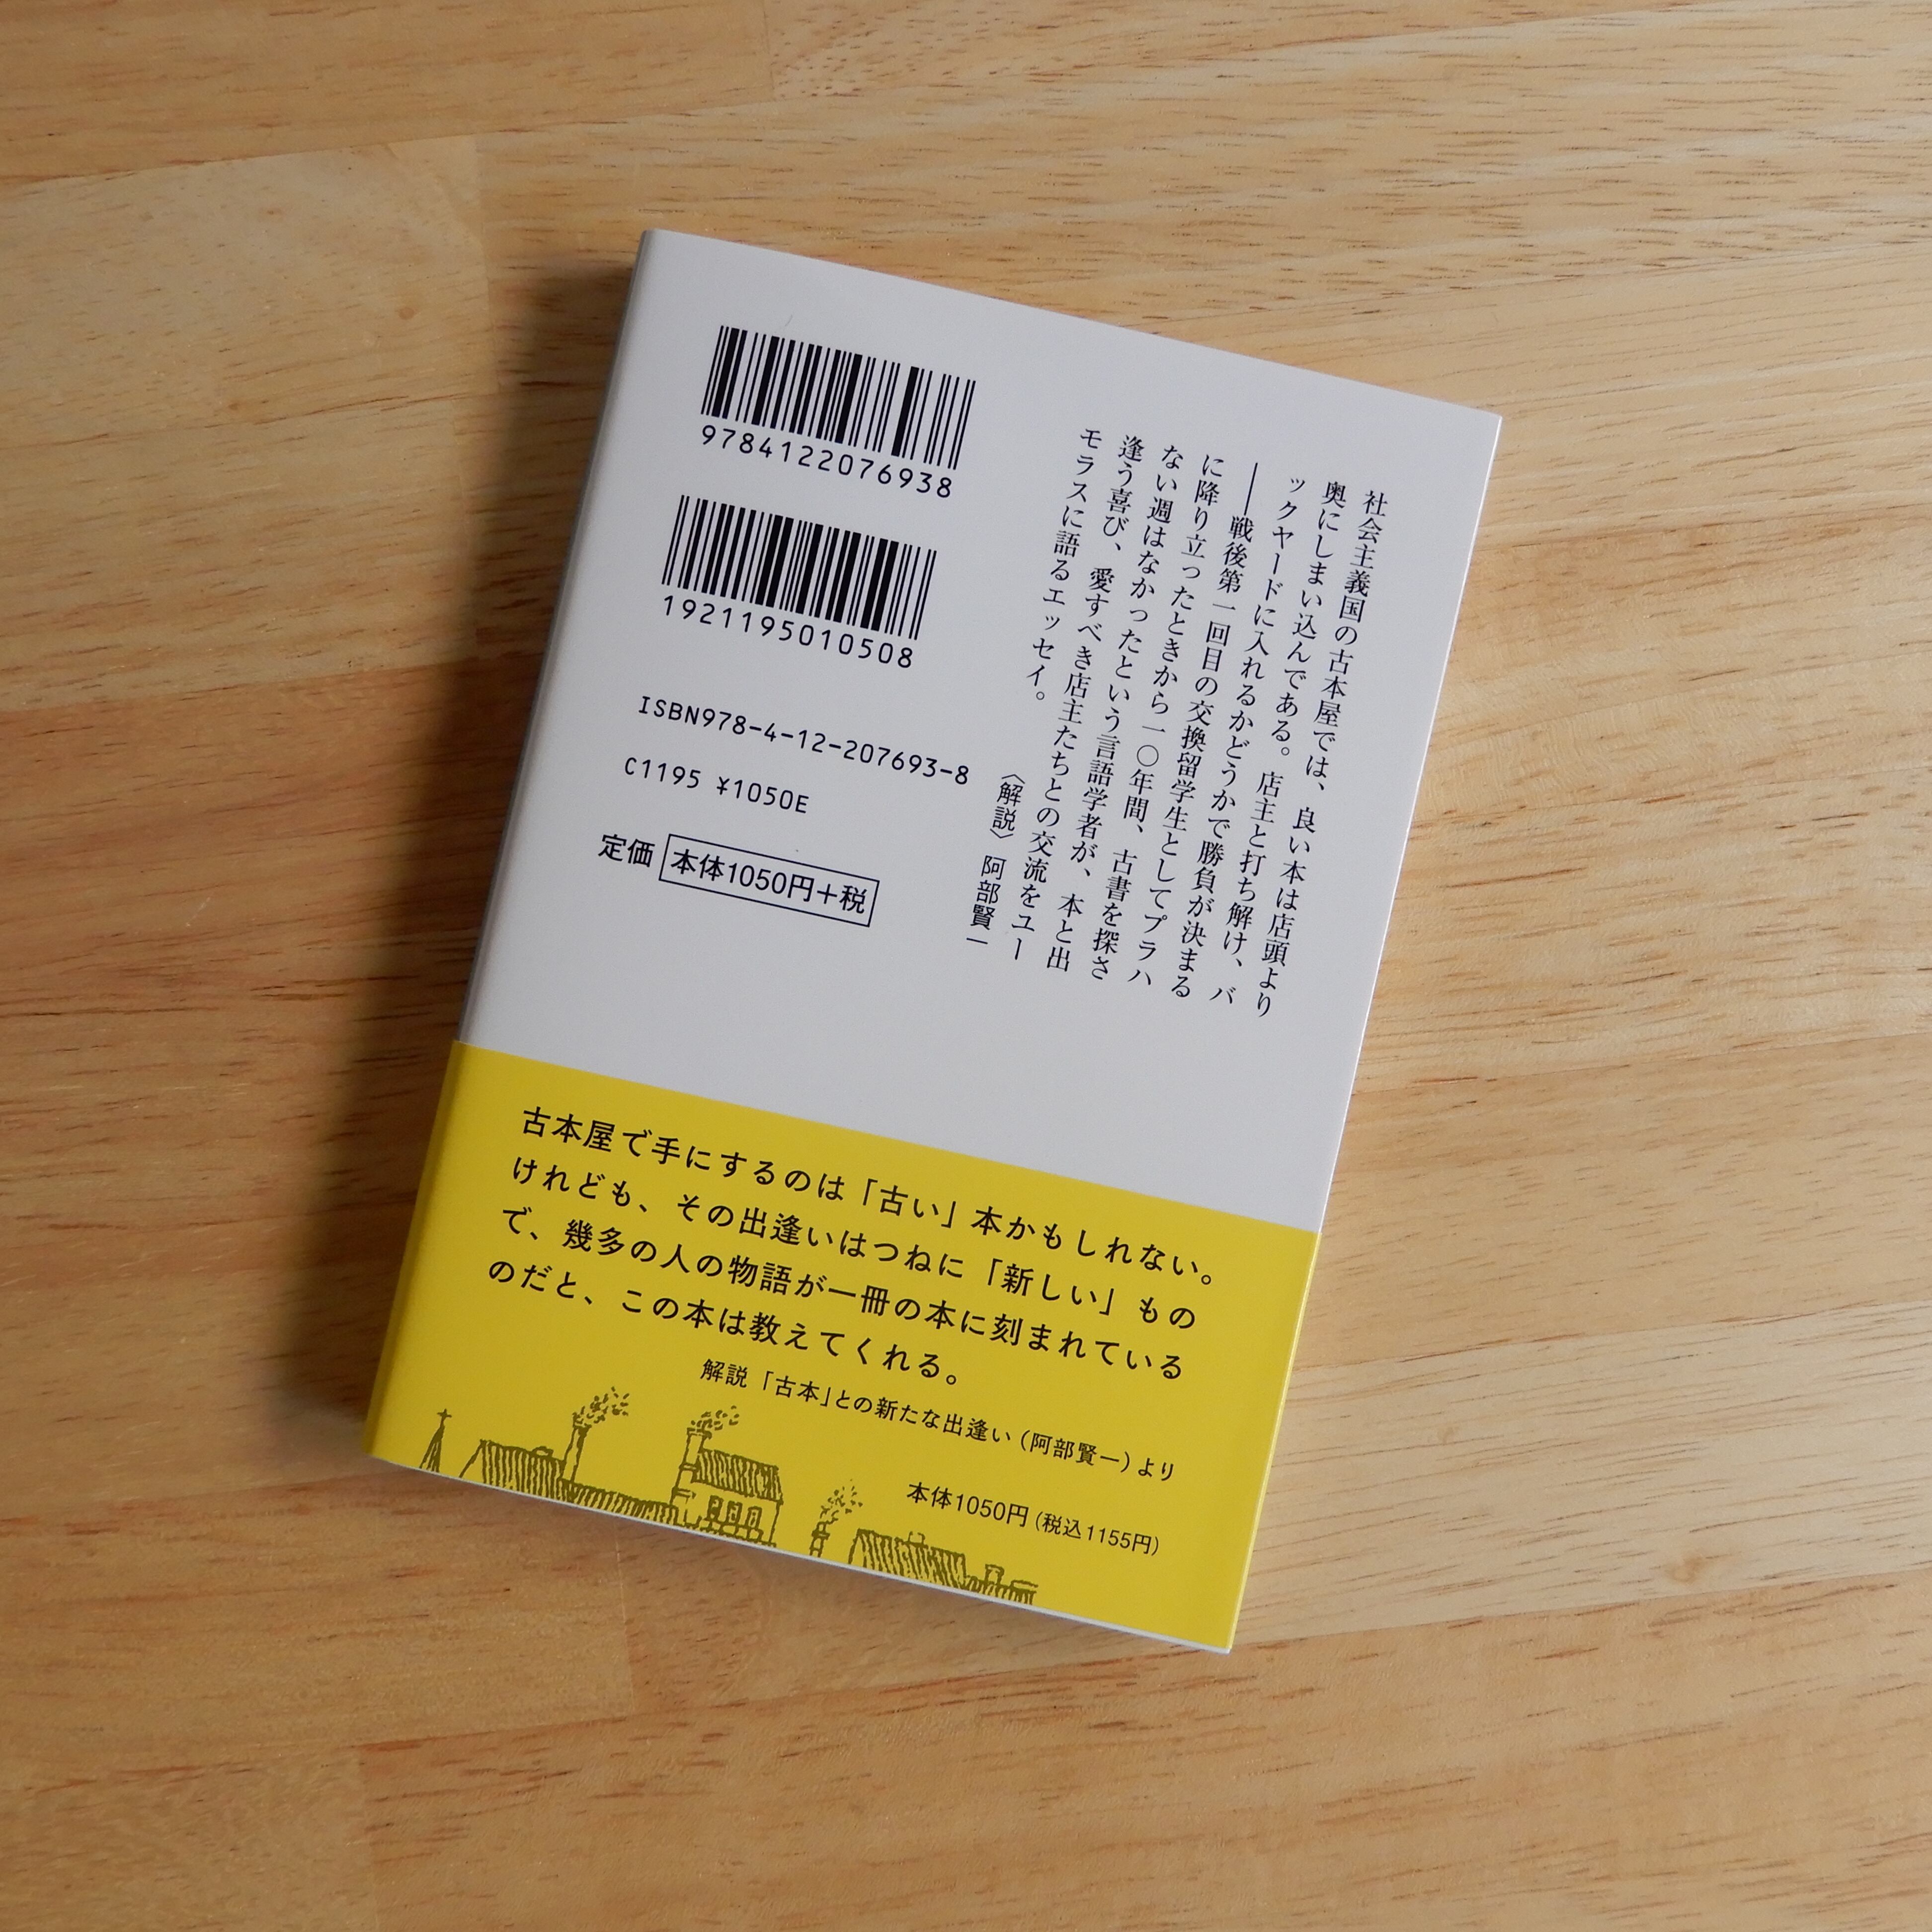 9784122076938
1921195010508
ISBN978-4-12-207693-8
C1195 ¥1050E
定価 本体1050円+税
社会主義国の古本屋では、良い本は店頭より
奥にしまい込んである。店主と打ち解け、バ
ックヤードに入れるかどうかで勝負が決まる
――戦後第一回目の交換留学生としてプラハ
に降り立ったときから一〇年間、古書を探さ
ない週はなかったという言語学者が、本と出
逢う喜び、愛すべき店主たちとの交流をユー
モラスに語るエッセイ。
〈解説〉阿部賢一
古本屋で手にするのは「古い」本かもしれない。
けれども、その出逢いはつねに「新しい」もの
で、幾多の人の物語が一冊の本に刻まれている
のだと、この本は教えてくれる。
解説「古本」との新たな出逢い(阿部賢一)より
本体1050円(税込1155円)